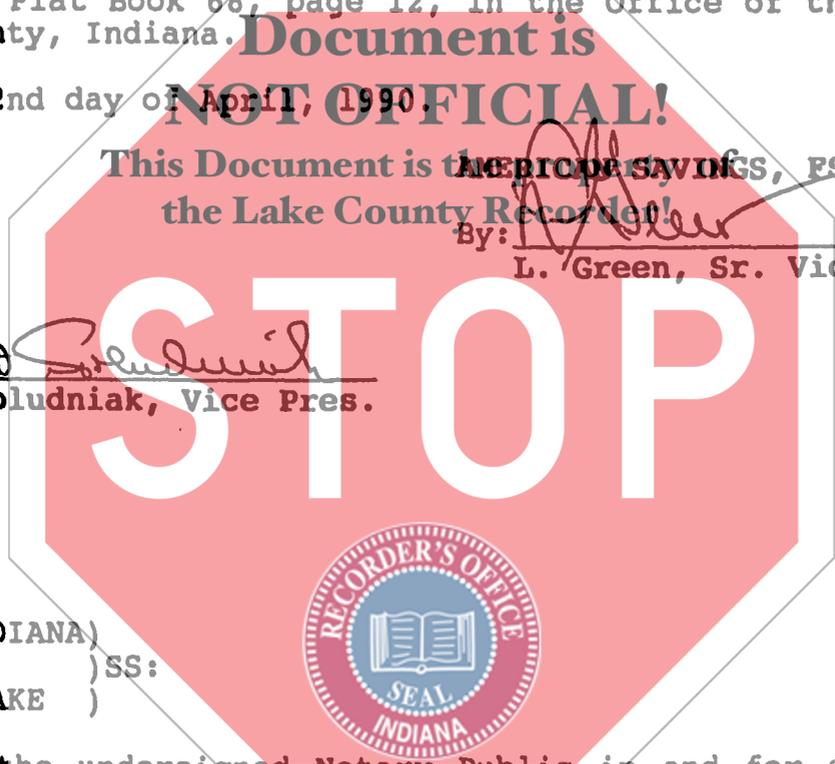 Plat Book 68, page 12, in the Office of th
ty, Indiana.
Document is
nd day of April, 1990.
NOT OFFICIAL!
This Document is the property of
AMERICAN SAVINGS, FS
the Lake County Recorder!
By:
L. Green, Sr. Vic
STOP
oludniak, Vice Pres.
RECORDER'S OFFICE
DIANA)
)SS:
AKE )
SEAL
INDIANA
the undersigned Notary Public in and for